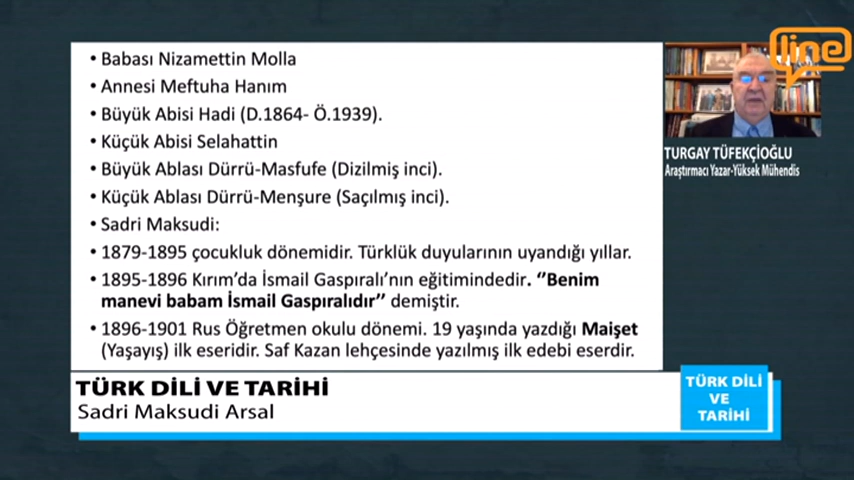 • Babası Nizamettin Molla
• Annesi Meftuha Hanım
• Büyük Abisi Hadi (D.1864- Ö.1939).
• Küçük Abisi Selahattin
• Büyük Ablası Dürrü-Masfufe (Dizilmiş inci).
• Küçük Ablası Dürrü-Menşure (Saçılmış inci).
• Sadri Maksudi:
• 1879-1895 çocukluk dönemidir. Türklük duyularının uyandığı yıllar.
• 1895-1896 Kırım’da İsmail Gaspıralı’nın eğitimindedir. ‘’Benim
manevi babam İsmail Gaspıralıdır’’ demiştir.
• 1896-1901 Rus Öğretmen okulu dönemi. 19 yaşında yazdığı Maişet
(Yaşayış) ilk eseridir. Saf Kazan lehçesinde yazılmış ilk edebi eserdir.
line
TURGAY TÜFEKÇİOĞLU
Araştırmacı Yazar-Yüksek Mühendis
TÜRK DİLİ VE TARİHİ
Sadri Maksudi Arsal
TÜRK DİLİ
VE
TARİHİ